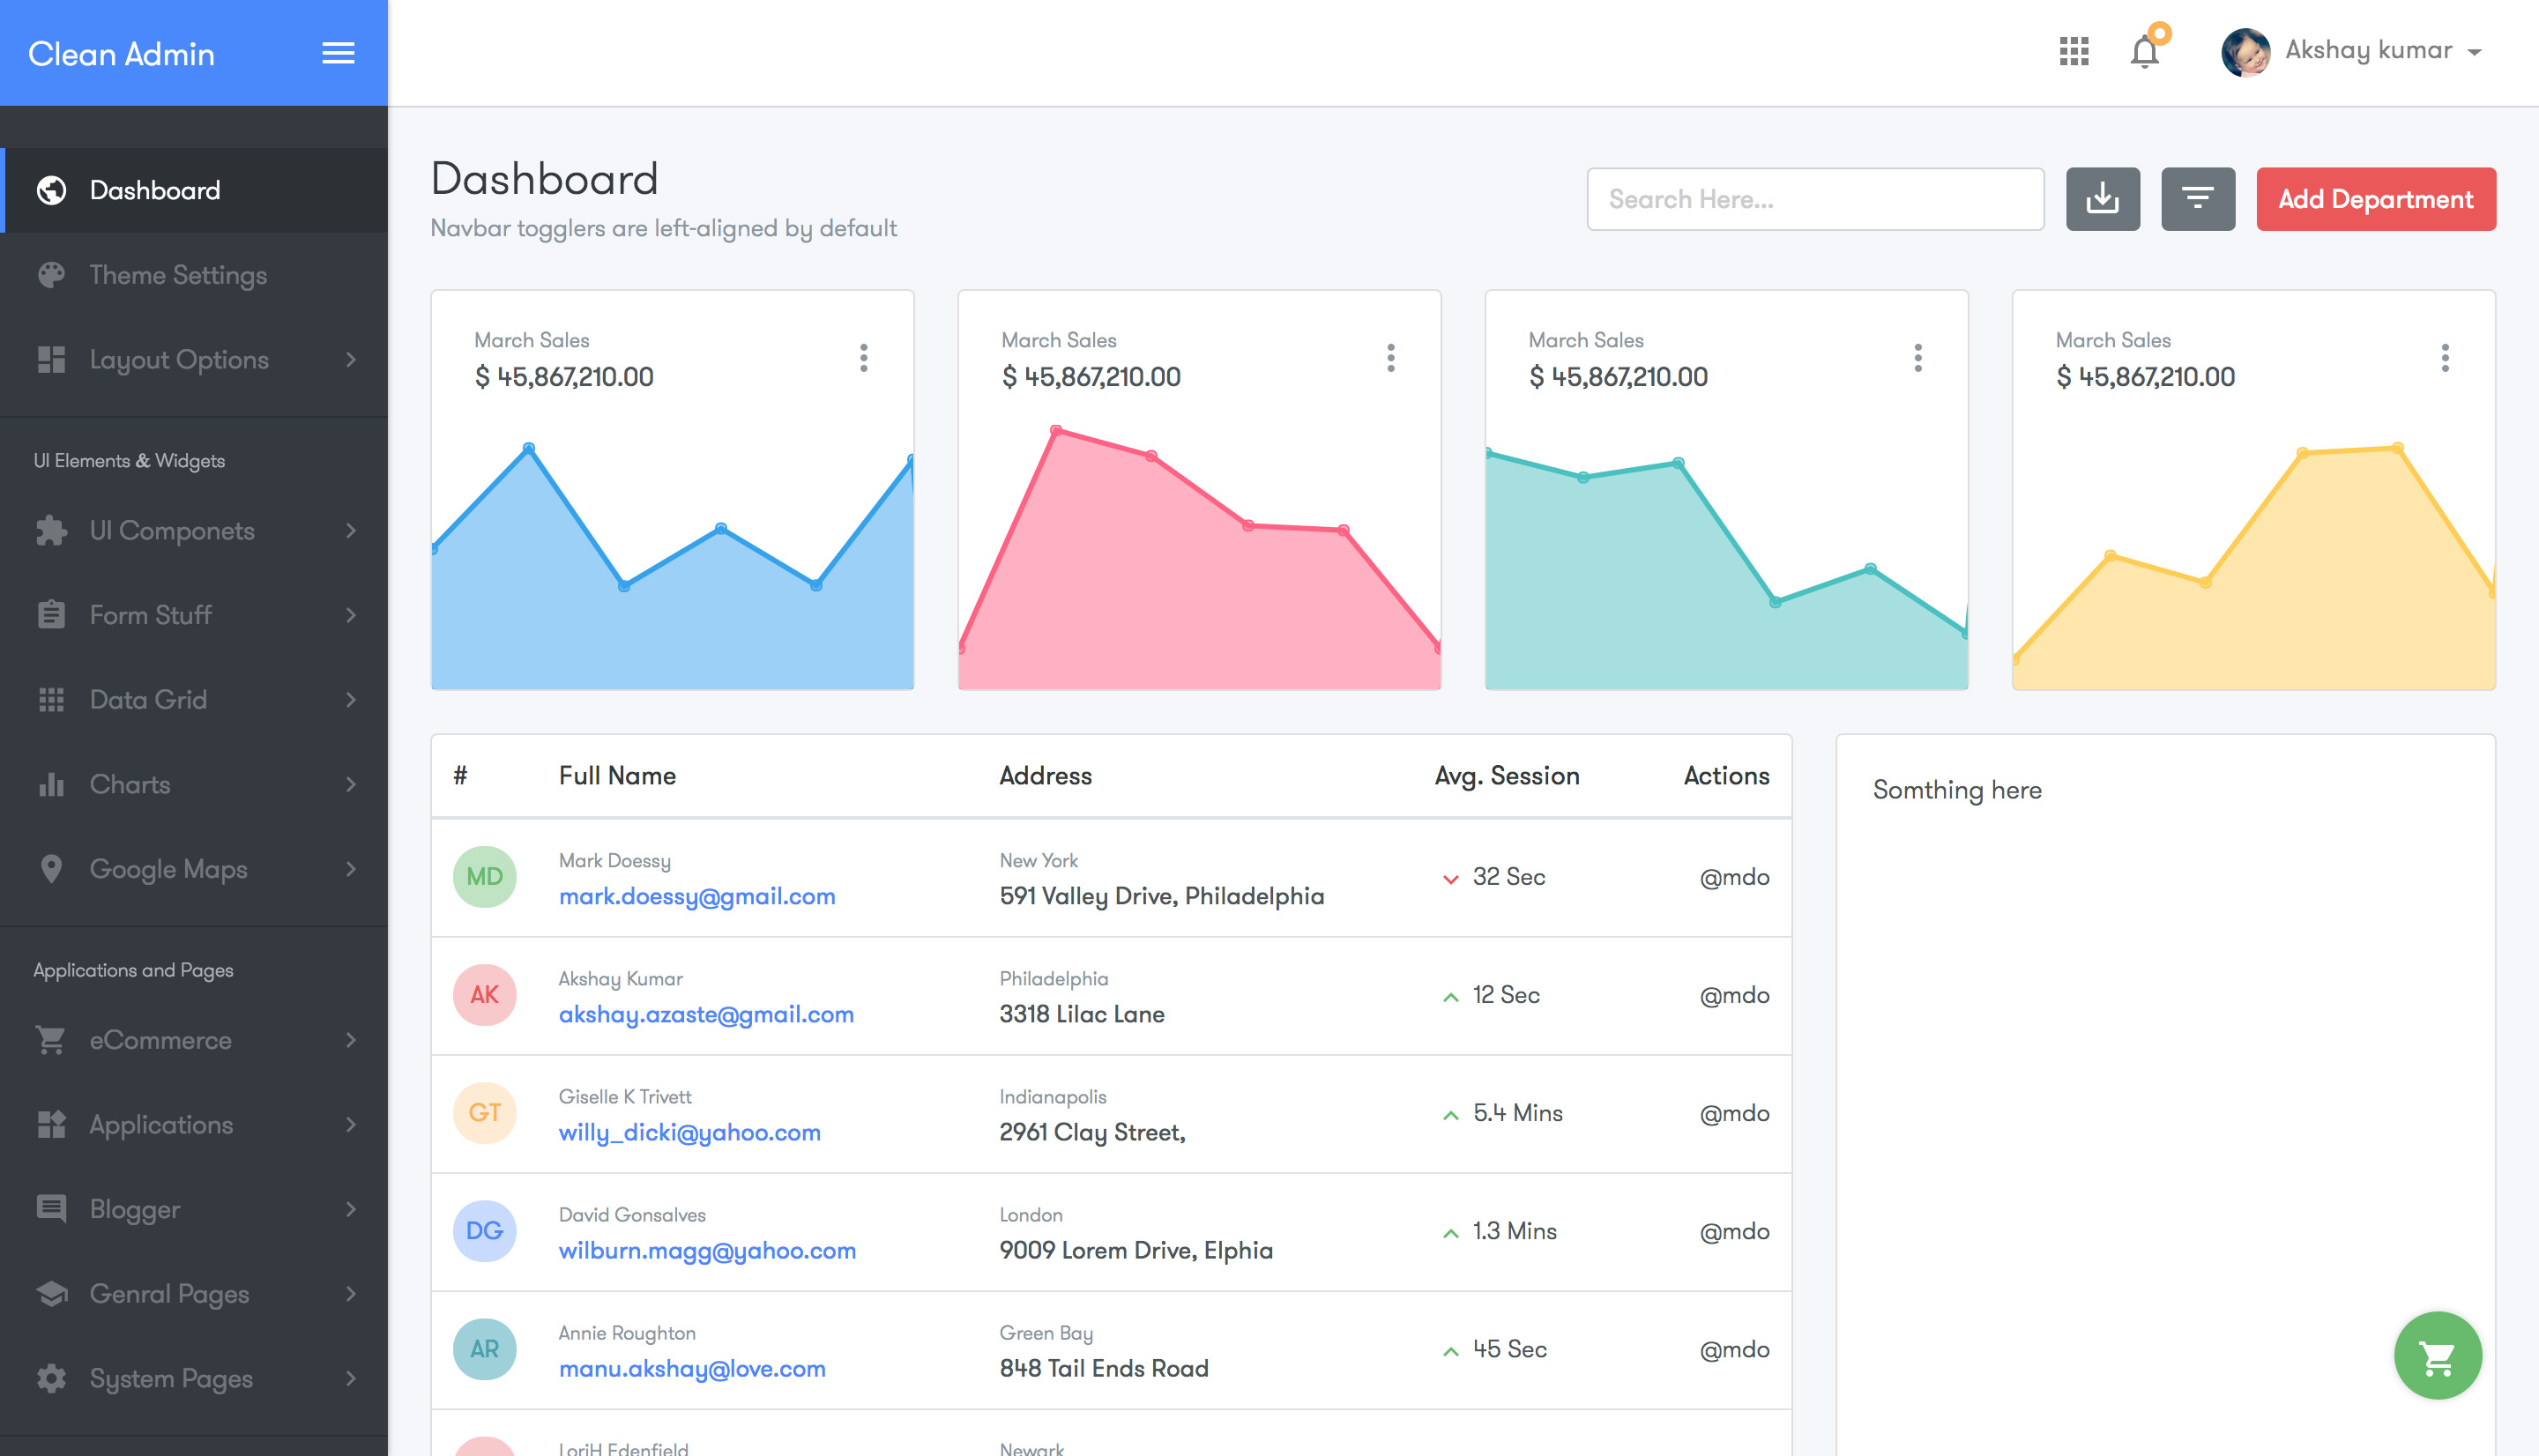 Clean Admin
Akshay kumar
Dashboard
Theme Settings
Layout Options
UI Elements & Widgets
UI Componets
Form Stuff
Data Grid
Charts
Google Maps
Applications and Pages
eCommerce
Applications
Blogger
Genral Pages
System Pages
Dashboard
Navbar togglers are left-aligned by default
Search Here...
Add Department
March Sales
$ 45,867,210.00
March Sales
$ 45,867,210.00
March Sales
$ 45,867,210.00
March Sales
$ 45,867,210.00
# Full Name Address Avg. Session Actions
MD Mark Doessy New York 32 Sec @mdo
mark.doessy@gmail.com 591 Valley Drive, Philadelphia
AK Akshay Kumar Philadelphia 12 Sec @mdo
akshay.azaste@gmail.com 3318 Lilac Lane
GT Giselle K Trivett Indianapolis 5.4 Mins @mdo
willy_dicki@yahoo.com 2961 Clay Street,
DG David Gonsalves London 1.3 Mins @mdo
wilburn.magg@yahoo.com 9009 Lorem Drive, Elphia
AR Annie Roughton Green Bay 45 Sec @mdo
manu.akshay@love.com 848 Tail Ends Road
LoriH Edenfield Newark
Somthing here